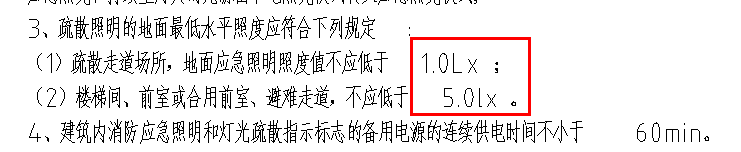 3、疏散照明的地面最低水平照度应符合下列规定 :
(1)疏散走道场所，地面应急照明照度值不应低于 1.0Lx ；
(2)楼梯间、前室或合用前室、避难走道，不应低于 5.0lx 。
4、建筑内消防应急照明和灯光疏散指示标志的备用电源的连续供电时间不小于 60min。